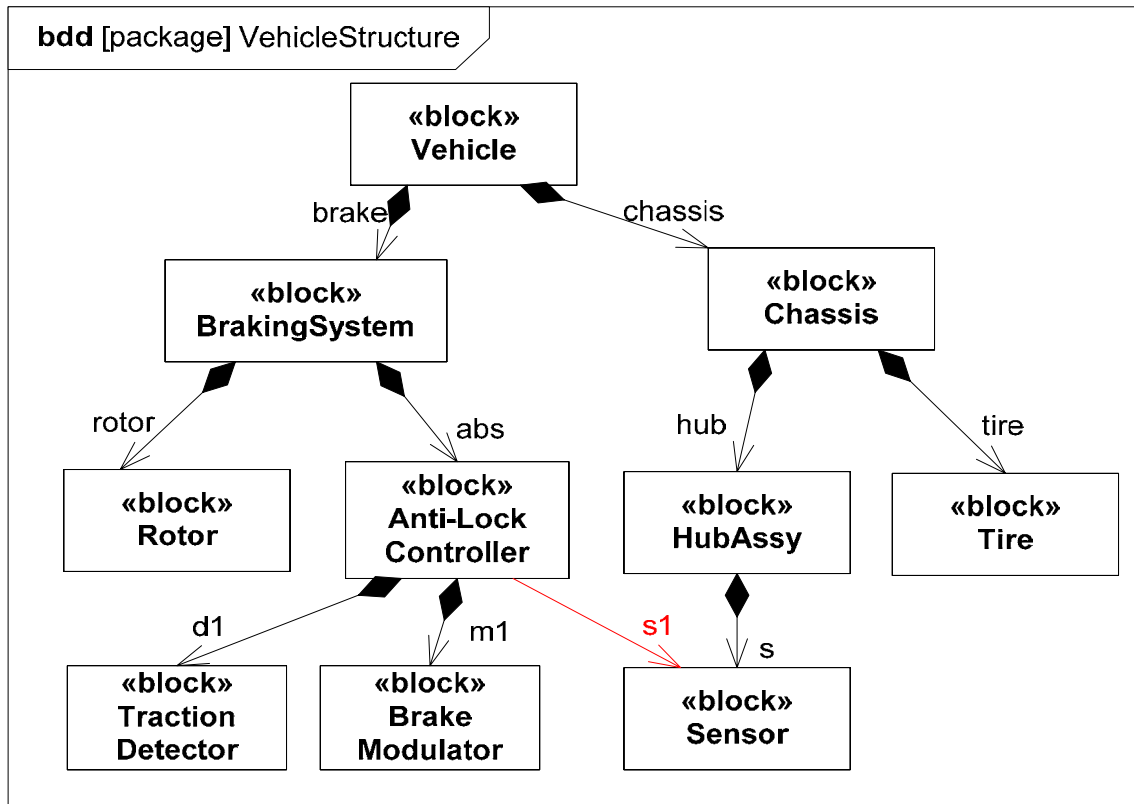 bdd [package] VehicleStructure
«block»
Vehicle
brake
chassis
«block»
BrakingSystem
«block»
Chassis
rotor
abs
hub
tire
«block»
Rotor
«block»
Anti-Lock
Controller
«block»
HubAssy
«block»
Tire
d1
m1
s1
s
«block»
Traction
Detector
«block»
Brake
Modulator
«block»
Sensor